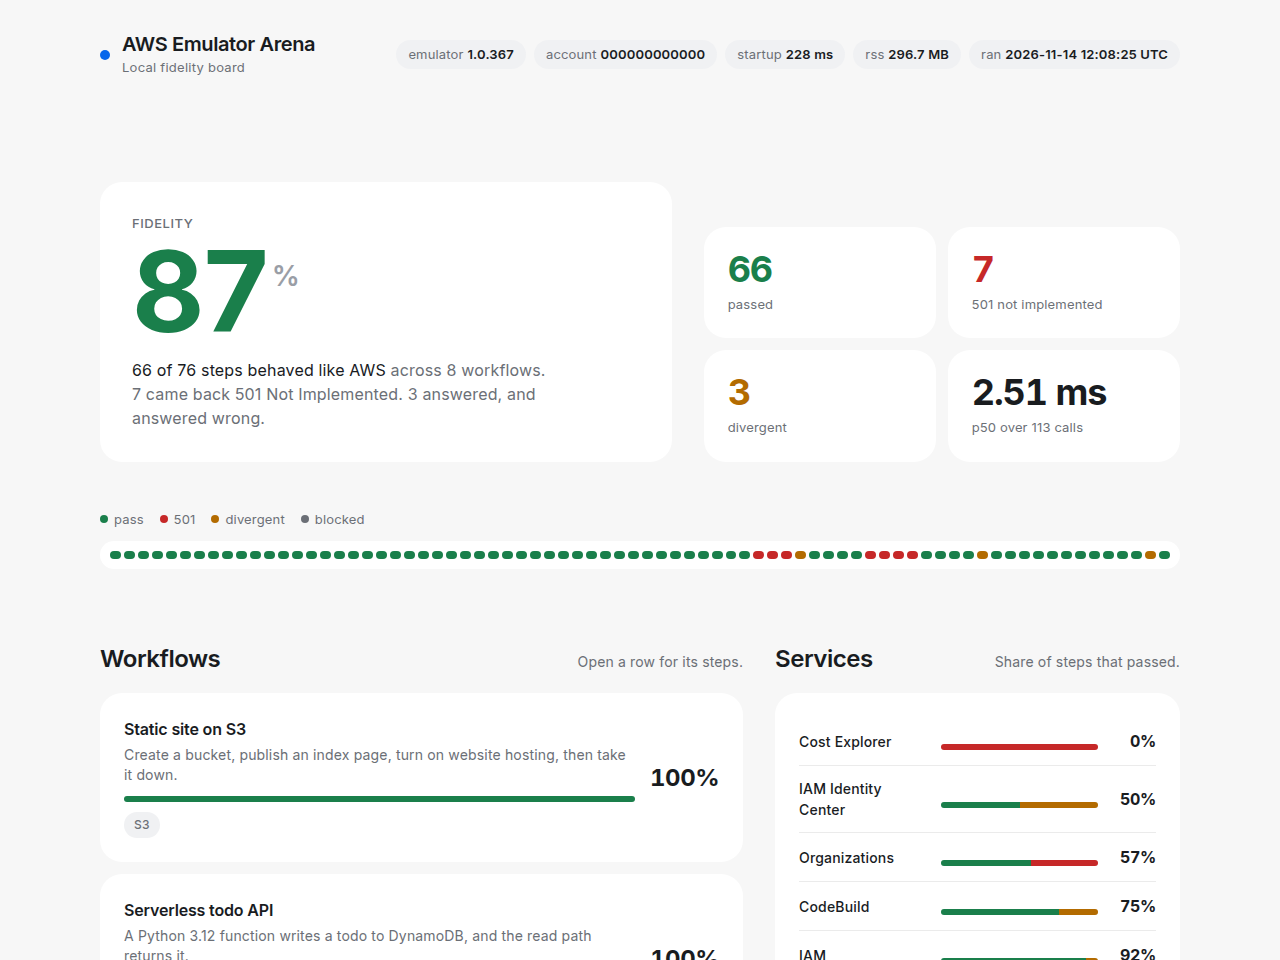 AWS Emulator Arena
Local fidelity board
emulator 1.0.367
account 000000000000
startup 228 ms
rss 296.7 MB
ran 2026-11-14 12:08:25 UTC
FIDELITY
87%
66 of 76 steps behaved like AWS across 8 workflows.
7 came back 501 Not Implemented. 3 answered, and
answered wrong.
66
passed
7
501 not implemented
3
divergent
2.51 ms
p50 over 113 calls
pass
501
divergent
blocked
Workflows
Open a row for its steps.
Static site on S3
Create a bucket, publish an index page, turn on website hosting, then take
it down.
100%
S3
Serverless todo API
A Python 3.12 function writes a todo to DynamoDB, and the read path
returns it.
100%
Services
Share of steps that passed.
Cost Explorer
0%
IAM Identity
Center
50%
Organizations
57%
CodeBuild
75%
IAM
92%